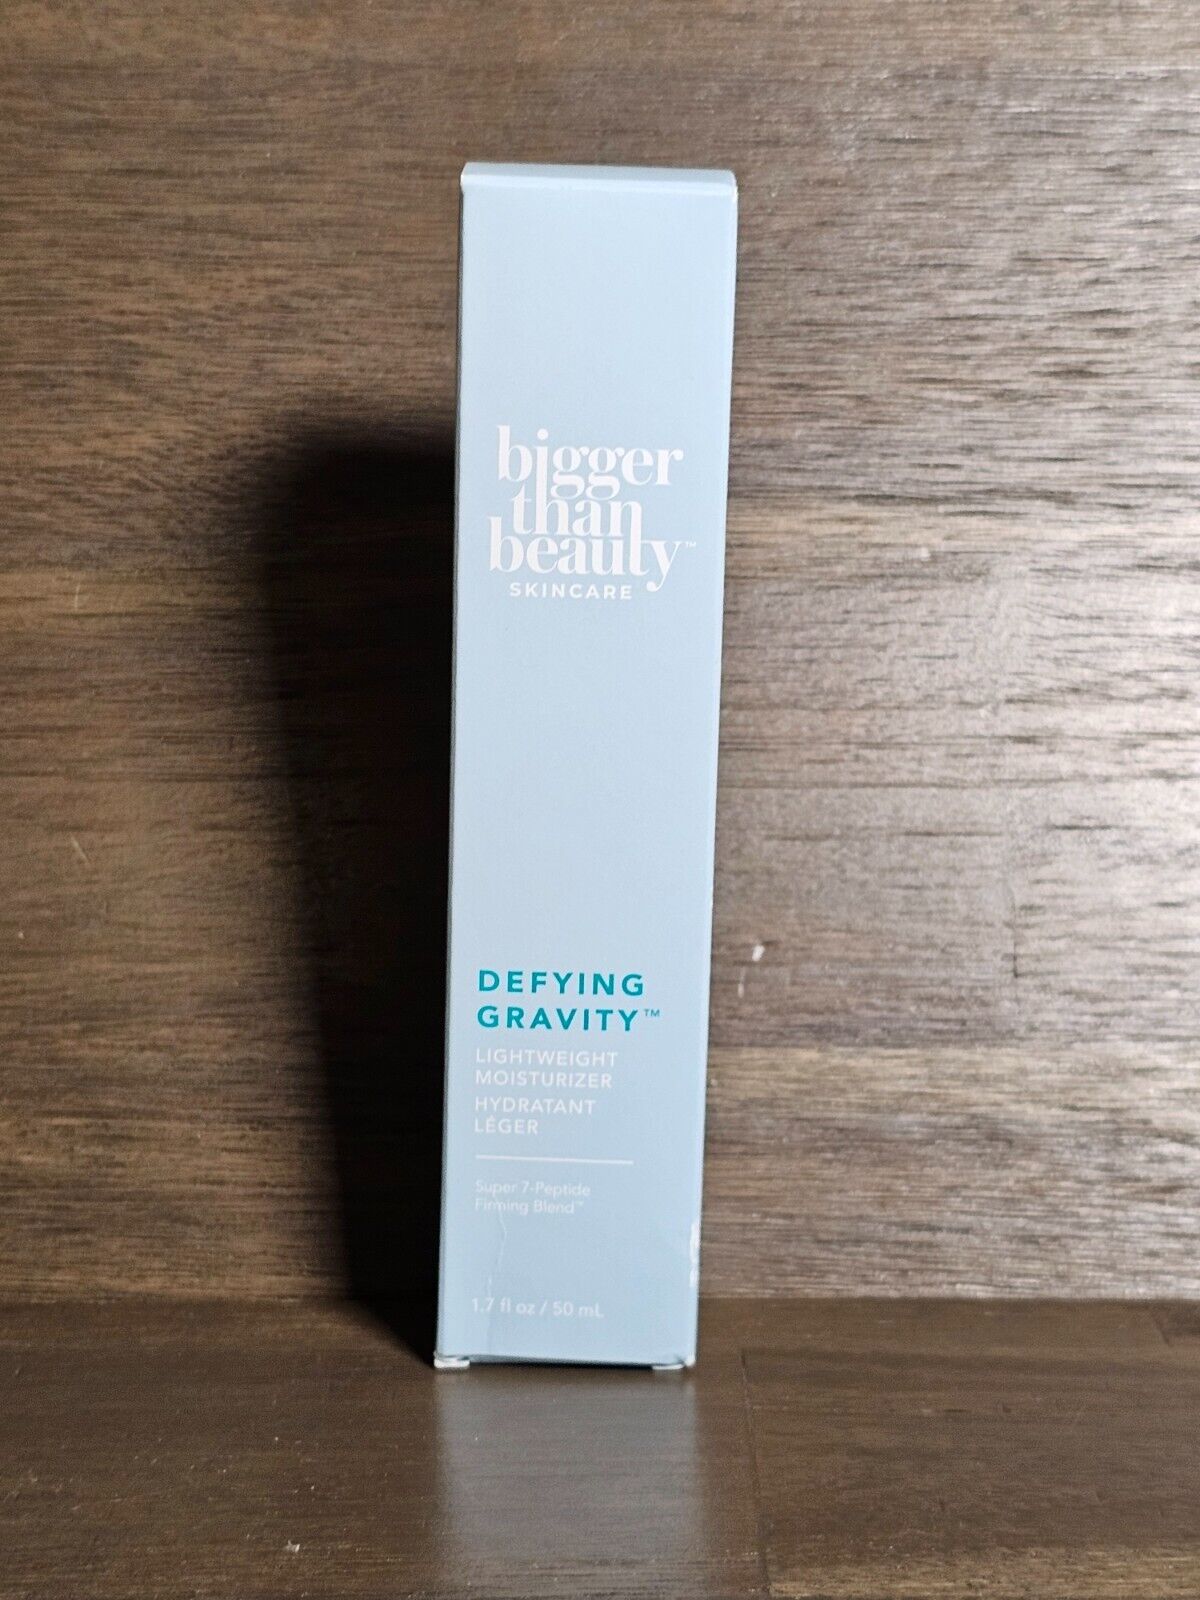 bigger
than
beauty™
SKINCARE
DEFYING
GRAVITY™
LIGHTWEIGHT
MOISTURIZER
HYDRATANT
LÉGER
Super 7-Peptide
Firming Blend™
1.7 fl oz / 50 mL